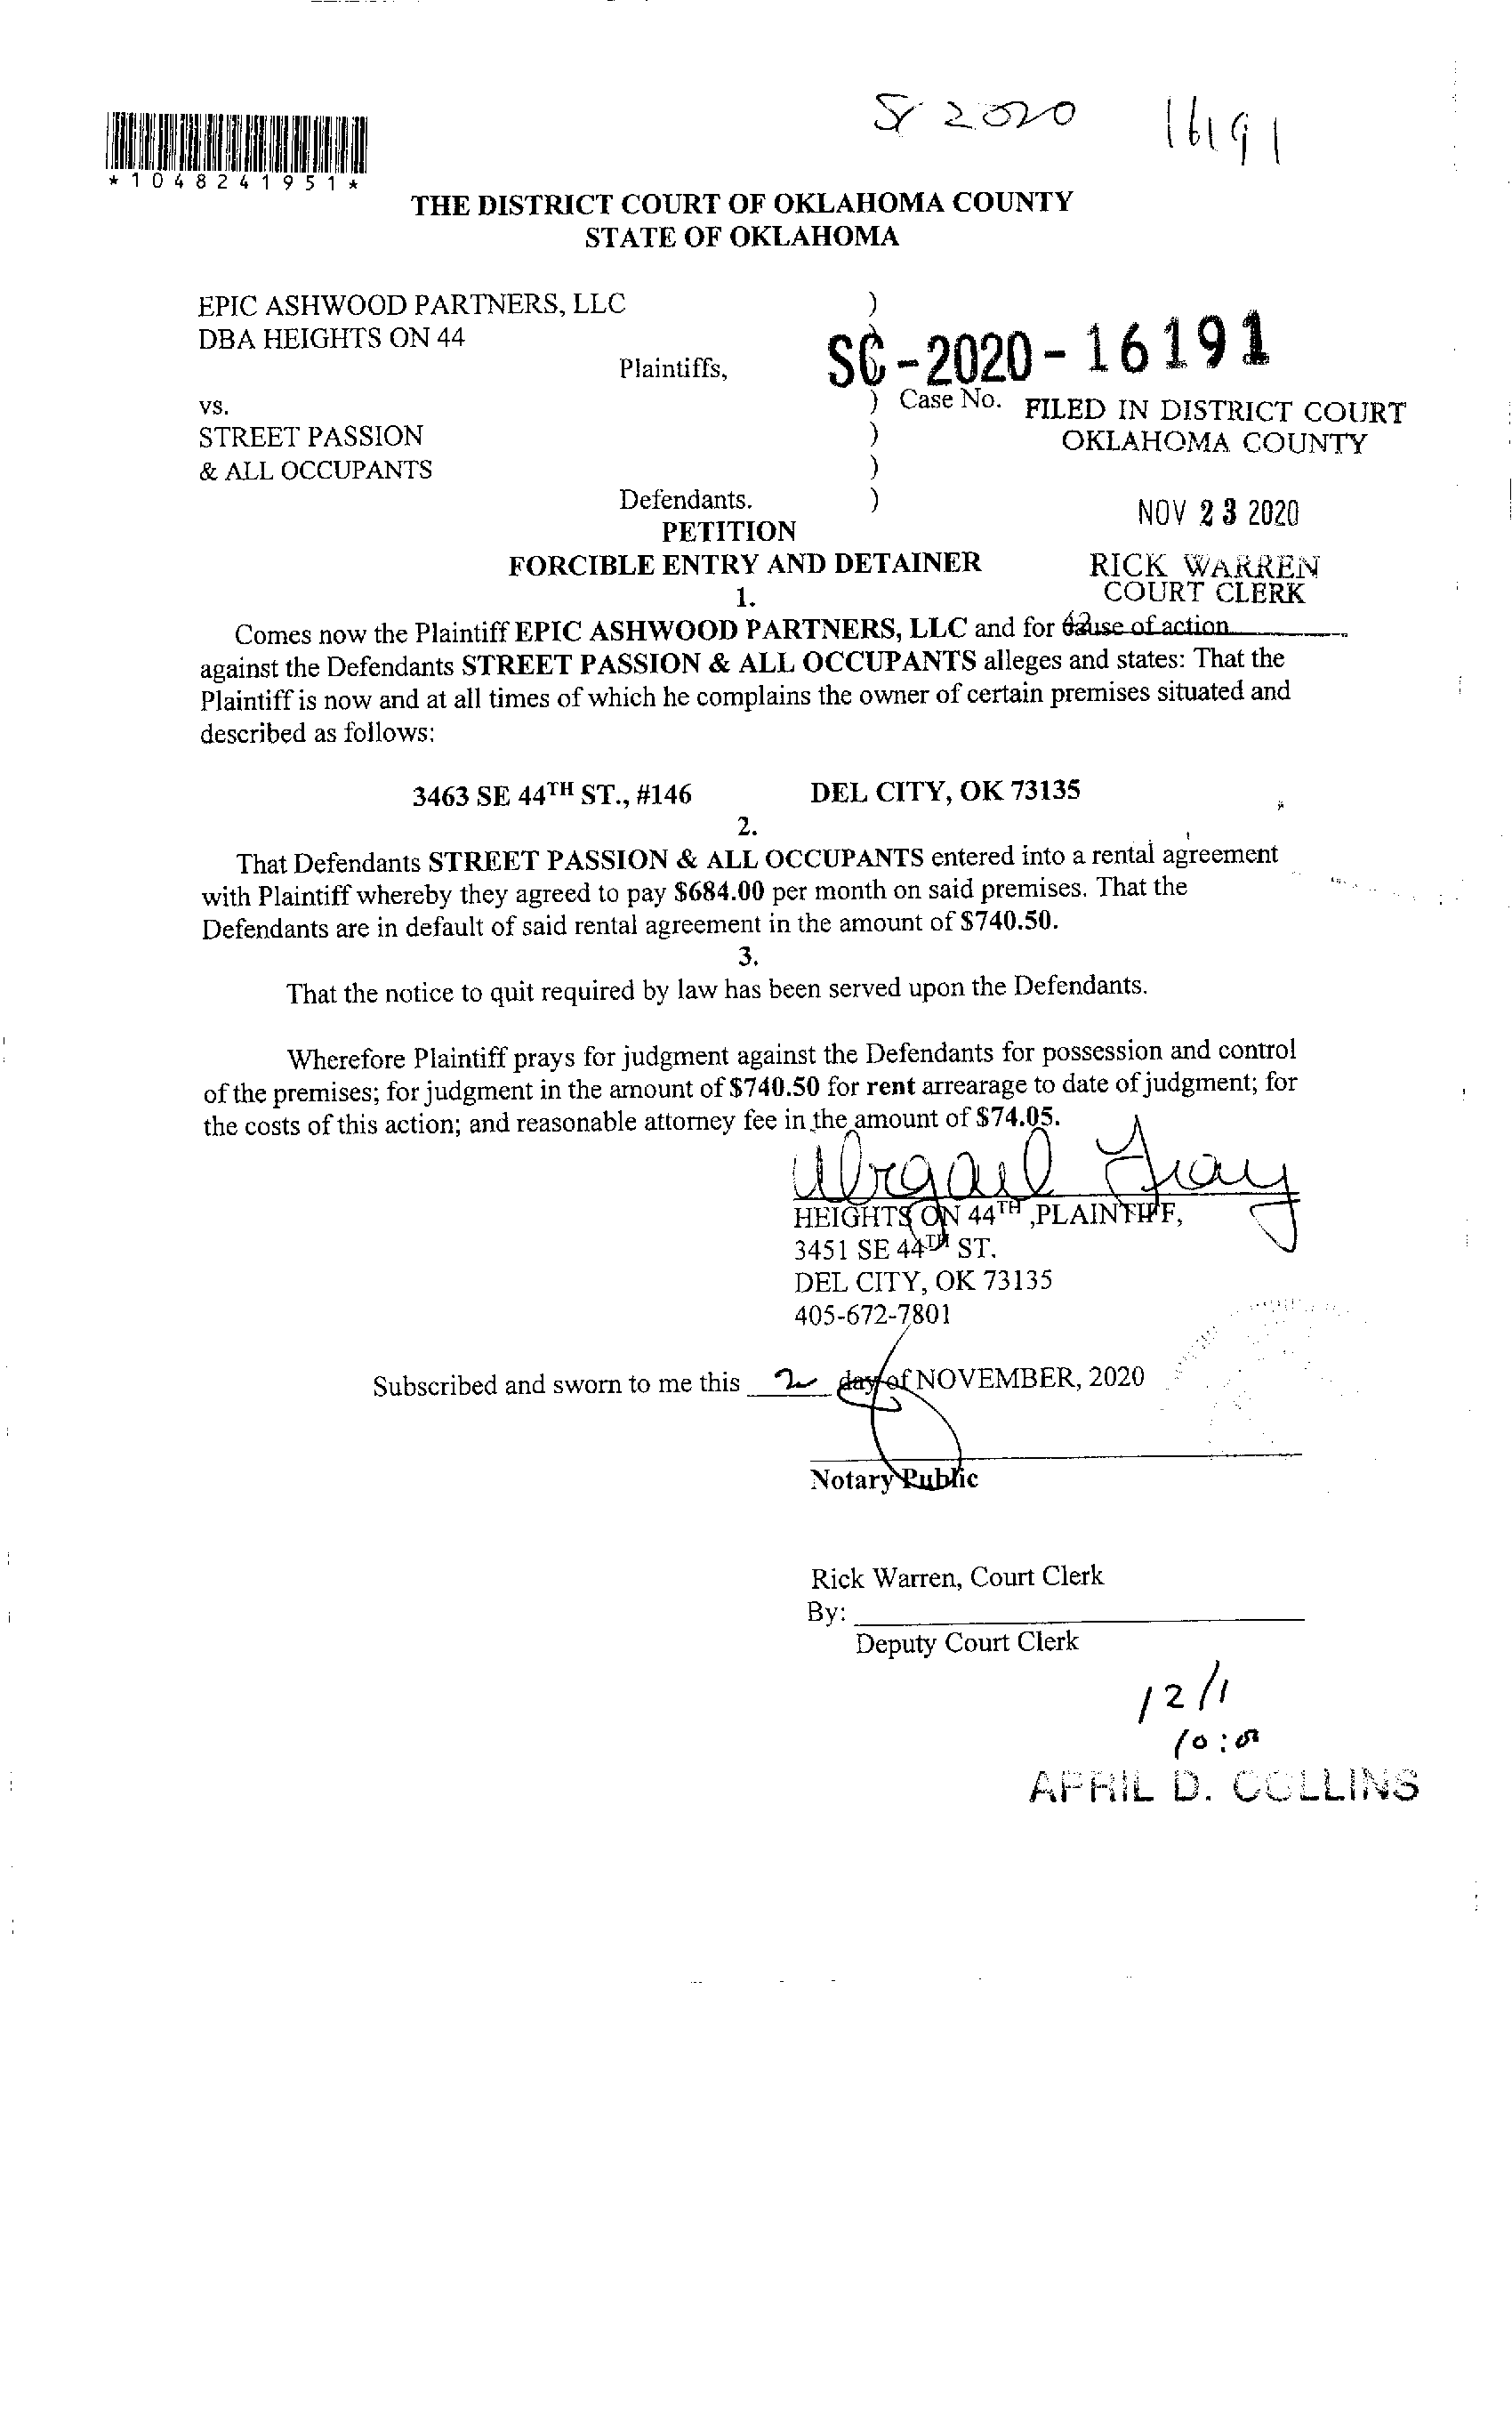 SC 2020 16191
*1048241951*
THE DISTRICT COURT OF OKLAHOMA COUNTY
STATE OF OKLAHOMA
EPIC ASHWOOD PARTNERS, LLC )
DBA HEIGHTS ON 44 )
Plaintiffs,
SC-2020-16191
vs. ) Case No.
FILED IN DISTRICT COURT
STREET PASSION )
OKLAHOMA COUNTY
& ALL OCCUPANTS )
Defendants. )
NOV 23 2020
PETITION
FORCIBLE ENTRY AND DETAINER
RICK WARREN
COURT CLERK
1.
Comes now the Plaintiff EPIC ASHWOOD PARTNERS, LLC and for cause of action
against the Defendants STREET PASSION & ALL OCCUPANTS alleges and states: That the
Plaintiff is now and at all times of which he complains the owner of certain premises situated and
described as follows:
3463 SE 44TH ST., #146 DEL CITY, OK 73135
2.
That Defendants STREET PASSION & ALL OCCUPANTS entered into a rental agreement
with Plaintiff whereby they agreed to pay $684.00 per month on said premises. That the
Defendants are in default of said rental agreement in the amount of $740.50.
3.
That the notice to quit required by law has been served upon the Defendants.
Wherefore Plaintiff prays for judgment against the Defendants for possession and control
of the premises; for judgment in the amount of $740.50 for rent arrearage to date of judgment; for
the costs of this action; and reasonable attorney fee in the amount of $74.05.
HEIGHTS ON 44TH ,PLAINTIFF,
3451 SE 44TH ST.
DEL CITY, OK 73135
405-672-7801
Subscribed and sworn to me this 2 day of NOVEMBER, 2020
Notary Public
Rick Warren, Court Clerk
By:
Deputy Court Clerk
12/1
10:00
APRIL D. COLLINS